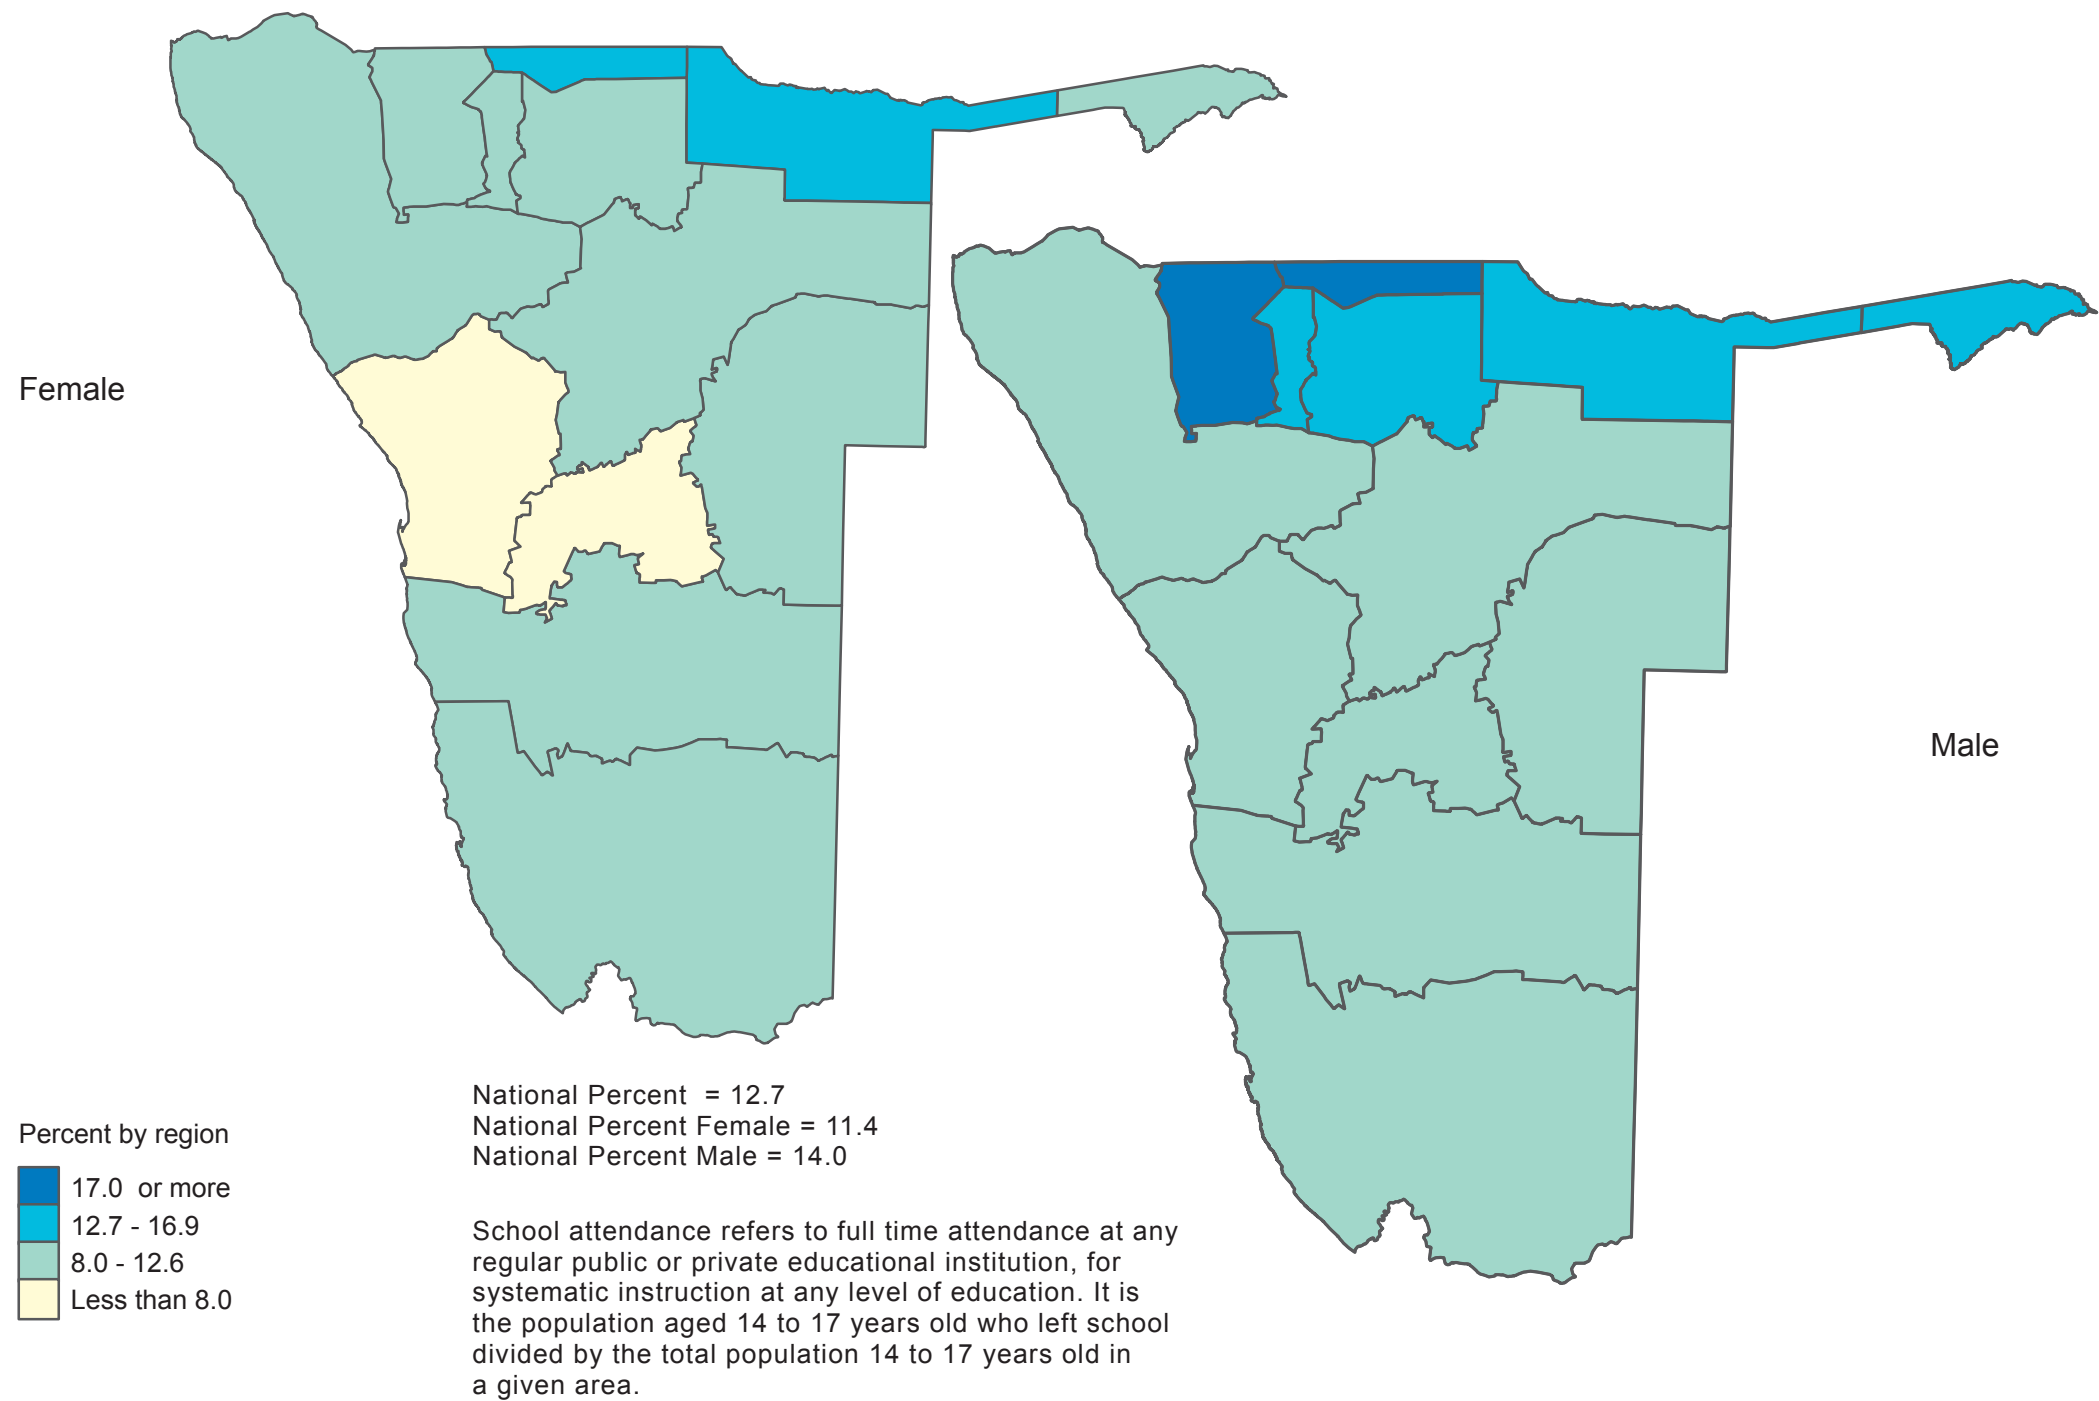 Female
Male
National Percent  = 12.7
National Percent Female = 11.4
National Percent Male = 14.0
Percent by region
17.0  or more
12.7 - 16.9
8.0 - 12.6
Less than 8.0
School attendance refers to full time attendance at any
regular public or private educational institution, for
systematic instruction at any level of education. It is
the population aged 14 to 17 years old who left school
divided by the total population 14 to 17 years old in
a given area.